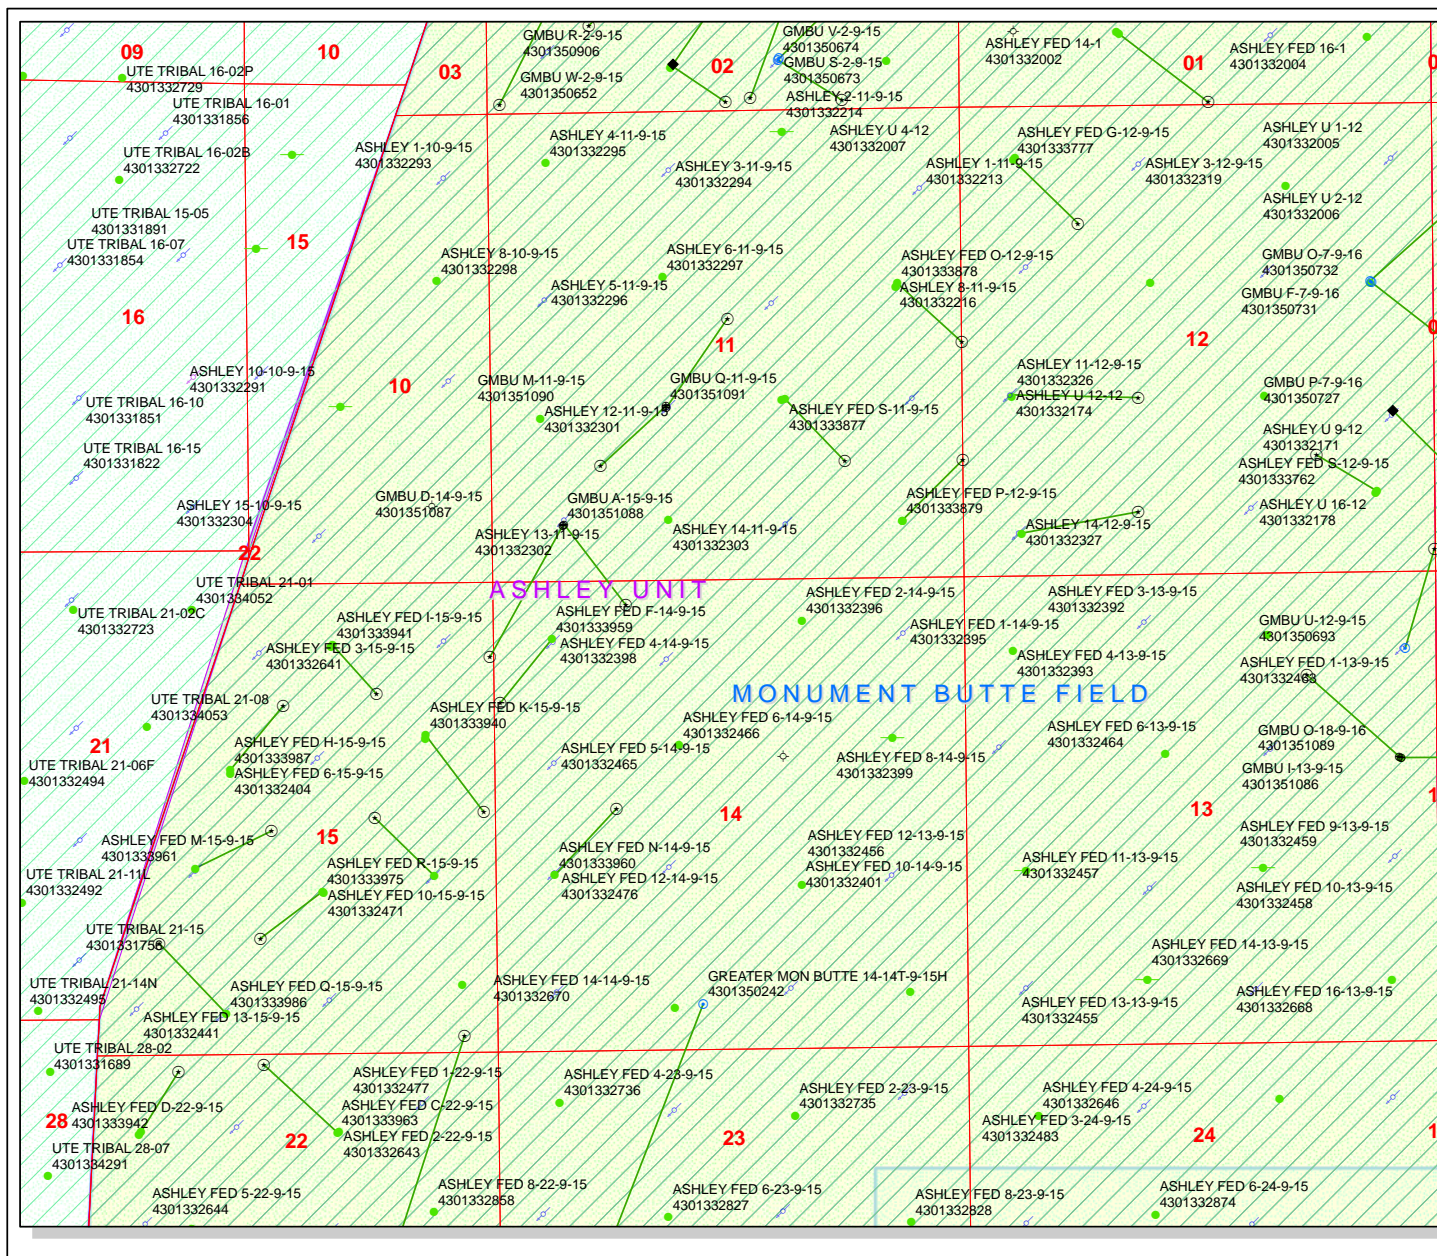 GMBU R-2-9-15
4301350906
GMBU V-2-9-15
4301350674
09
10
GMBU S-2-9-15
4301350673
ASHLEY FED 14-1
4301332002
ASHLEY FED 16-1
4301332004
01
02
03
UTE TRIBAL 16-02P
4301332729
GMBU W-2-9-15
4301350652
ASHLEY 2-11-9-15
4301332214
UTE TRIBAL 16-01
4301331856
ASHLEY 1-10-9-15
4301332293
ASHLEY 4-11-9-15
4301332295
ASHLEY U 4-12
4301332007
ASHLEY FED G-12-9-15
4301333777
ASHLEY U 1-12
4301332005
UTE TRIBAL 16-02B
4301332722
ASHLEY 3-11-9-15
4301332294
ASHLEY 1-11-9-15
4301332213
ASHLEY 3-12-9-15
4301332319
UTE TRIBAL 15-05
4301331891
ASHLEY U 2-12
4301332006
UTE TRIBAL 16-07
4301331854
15
ASHLEY 8-10-9-15
4301332298
ASHLEY 6-11-9-15
4301332297
ASHLEY FED O-12-9-15
4301333878
GMBU O-7-9-16
4301350732
ASHLEY 5-11-9-15
4301332296
ASHLEY 8-11-9-15
4301332216
GMBU F-7-9-16
4301350731
16
11
12
ASHLEY 10-10-9-15
4301332291
10
GMBU M-11-9-15
4301351090
GMBU Q-11-9-15
4301351091
ASHLEY 11-12-9-15
4301332326
GMBU P-7-9-16
4301350727
UTE TRIBAL 16-10
4301331851
ASHLEY 12-11-9-15
4301332301
ASHLEY FED S-11-9-15
4301333877
ASHLEY U 12-12
4301332174
ASHLEY U 9-12
4301332171
UTE TRIBAL 16-15
4301331822
ASHLEY FED S-12-9-15
4301333762
ASHLEY 15-10-9-15
4301332304
GMBU D-14-9-15
4301351087
GMBU A-15-9-15
4301351088
ASHLEY FED P-12-9-15
4301333879
ASHLEY U 16-12
4301332178
ASHLEY 13-11-9-15
4301332302
ASHLEY 14-11-9-15
4301332303
ASHLEY 14-12-9-15
4301332327
22
ASHLEY UNIT
UTE TRIBAL 21-01
4301334052
ASHLEY FED 2-14-9-15
4301332396
ASHLEY FED 3-13-9-15
4301332392
UTE TRIBAL 21-02C
4301332723
ASHLEY FED I-15-9-15
4301333941
ASHLEY FED F-14-9-15
4301333959
ASHLEY FED 1-14-9-15
4301332395
GMBU U-12-9-15
4301350693
ASHLEY FED 3-15-9-15
4301332641
ASHLEY FED 4-14-9-15
4301332398
ASHLEY FED 4-13-9-15
4301332393
ASHLEY FED 1-13-9-15
4301332463
MONUMENT BUTTE FIELD
UTE TRIBAL 21-08
4301334053
ASHLEY FED K-15-9-15
4301333940
ASHLEY FED 6-14-9-15
4301332466
ASHLEY FED 6-13-9-15
4301332464
GMBU O-18-9-16
4301351089
21
ASHLEY FED H-15-9-15
4301333987
ASHLEY FED 5-14-9-15
4301332465
ASHLEY FED 8-14-9-15
4301332399
UTE TRIBAL 21-06F
4301332494
ASHLEY FED 6-15-9-15
4301332404
GMBU I-13-9-15
4301351086
14
13
15
ASHLEY FED M-15-9-15
4301333961
ASHLEY FED N-14-9-15
4301333960
ASHLEY FED 12-13-9-15
4301332456
ASHLEY FED 9-13-9-15
4301332459
UTE TRIBAL 21-11L
4301332492
ASHLEY FED R-15-9-15
4301333975
ASHLEY FED 12-14-9-15
4301332476
ASHLEY FED 10-14-9-15
4301332401
ASHLEY FED 11-13-9-15
4301332457
ASHLEY FED 10-15-9-15
4301332471
ASHLEY FED 10-13-9-15
4301332458
UTE TRIBAL 21-15
4301331756
ASHLEY FED 14-13-9-15
4301332669
UTE TRIBAL 21-14N
4301332495
ASHLEY FED Q-15-9-15
4301333986
ASHLEY FED 14-14-9-15
4301332670
GREATER MON BUTTE 14-14T-9-15H
4301350242
ASHLEY FED 13-13-9-15
4301332455
ASHLEY FED 16-13-9-15
4301332668
ASHLEY FED 13-15-9-15
4301332441
UTE TRIBAL 28-02
4301331689
ASHLEY FED 1-22-9-15
4301332477
ASHLEY FED 4-23-9-15
4301332736
ASHLEY FED 2-23-9-15
4301332735
ASHLEY FED 4-24-9-15
4301332646
28
ASHLEY FED D-22-9-15
4301333942
22
ASHLEY FED C-22-9-15
4301333963
23
ASHLEY FED 3-24-9-15
4301332483
24
UTE TRIBAL 28-07
4301334291
ASHLEY FED 2-22-9-15
4301332643
ASHLEY FED 5-22-9-15
4301332644
ASHLEY FED 8-22-9-15
4301332858
ASHLEY FED 6-23-9-15
4301332827
ASHLEY FED 8-23-9-15
4301332828
ASHLEY FED 6-24-9-15
4301332874